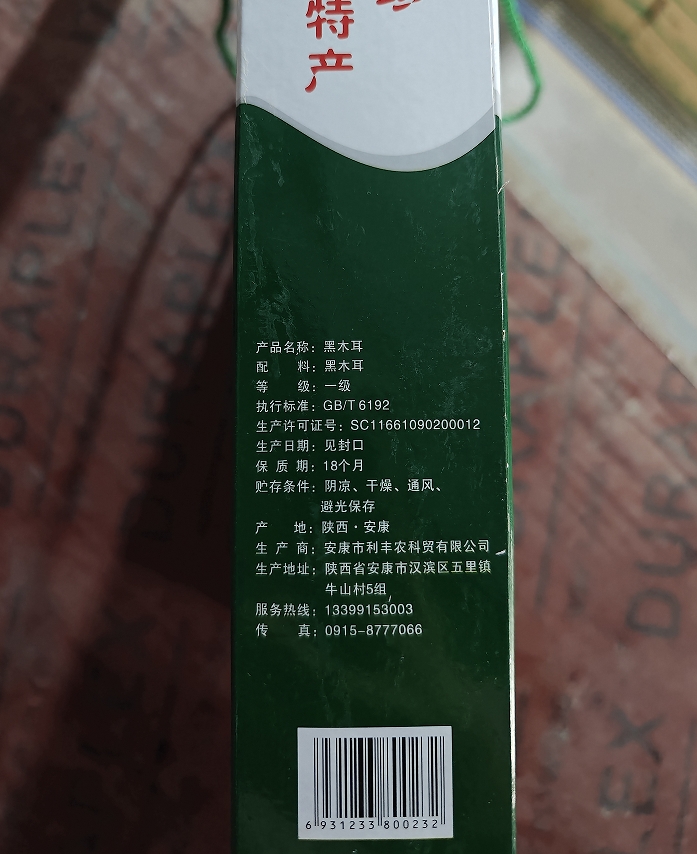 特产
产品名称：黑木耳
配　料：黑木耳
等　级：一级
执行标准：GB/T 6192
生产许可证号：SC11661090200012
生产日期：见封口
保 质 期：18个月
贮存条件：阴凉、干燥、通风、
避光保存
产　地：陕西·安康
生 产 商：安康市利丰农科贸有限公司
生产地址：陕西省安康市汉滨区五里镇
牛山村5组
服务热线：13399153003
传　真：0915-8777066
6 931233 800232
DURAPLEX
DURAPLEX